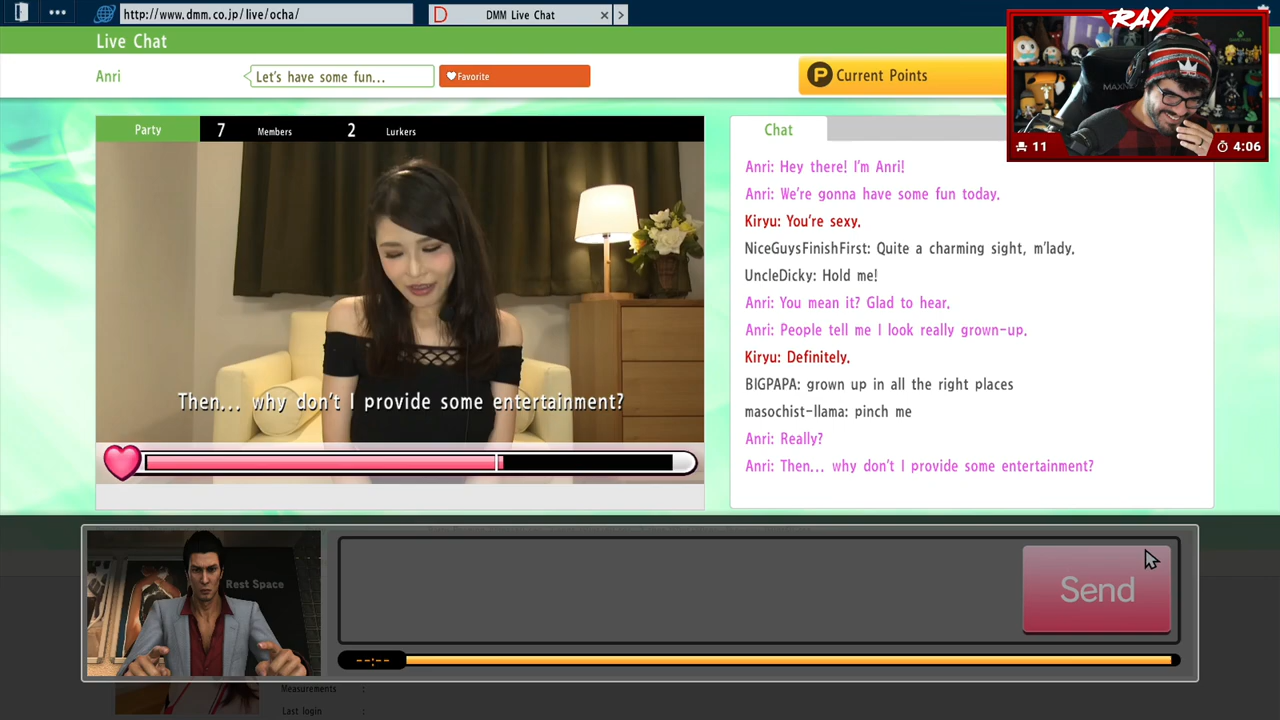 http://www.dmm.co.jp/live/ocha/
DMM Live Chat
RAY
Live Chat
Anri
Let's have some fun...
Favorite
P Current Points
11
4:06
Party
7 Members
2 Lurkers
Then... why don't I provide some entertainment?
Chat
Anri: Hey there! I'm Anri!
Anri: We're gonna have some fun today.
Kiryu: You're sexy.
NiceGuysFinishFirst: Quite a charming sight, m'lady.
UncleDicky: Hold me!
Anri: You mean it? Glad to hear.
Anri: People tell me I look really grown-up.
Kiryu: Definitely.
BIGPAPA: grown up in all the right places
masochist-llama: pinch me
Anri: Really?
Anri: Then... why don't I provide some entertainment?
Rest Space
Send
--:--
Measurements :
Last login :